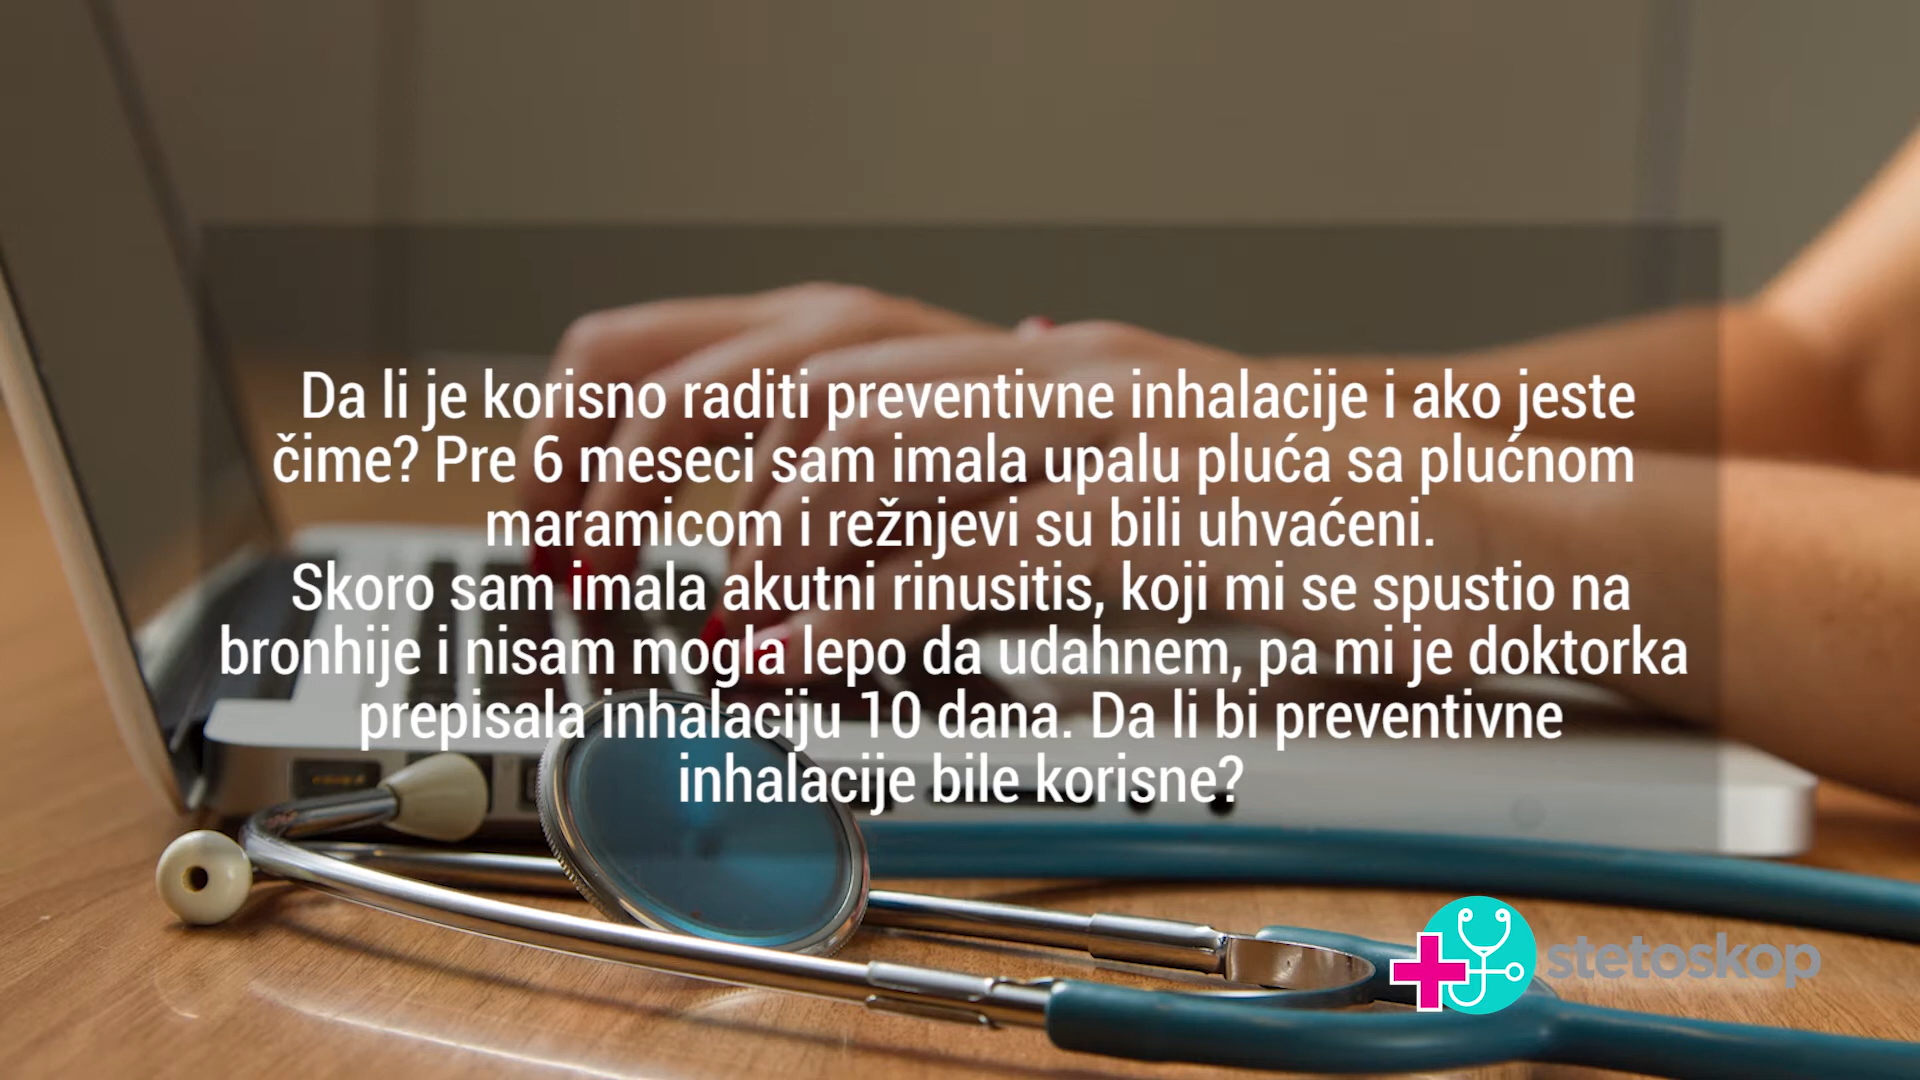 Da li je korisno raditi preventivne inhalacije i ako jeste
čime? Pre 6 meseci sam imala upalu pluća sa plućnom
maramicom i režnjevi su bili uhvaćeni.
Skoro sam imala akutni rinusitis, koji mi se spustio na
bronhije i nisam mogla lepo da udahnem, pa mi je doktorka
prepisala inhalaciju 10 dana. Da li bi preventivne
inhalacije bile korisne?
stetoskop